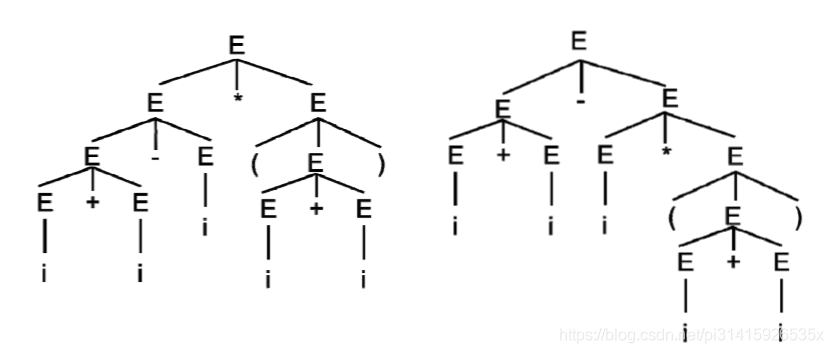 E E
E * E E - E
E - E ( E ) E + E E * E
E + E i E + E i i i ( E )
i i i i E + E
i i
https://blog.csdn.net/pi31415926535x